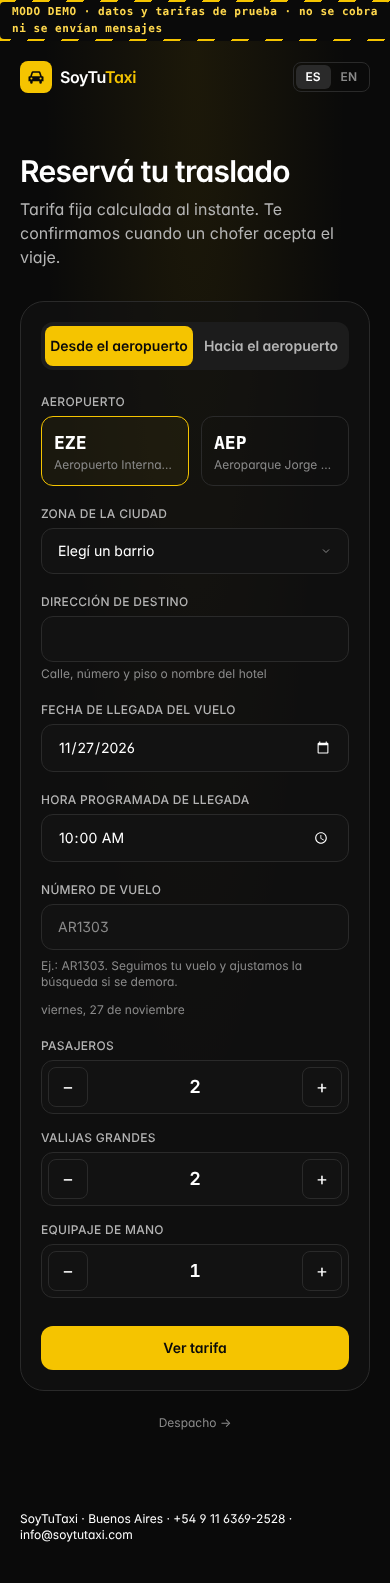 MODO DEMO · datos y tarifas de prueba · no se cobra
ni se envían mensajes
SoyTuTaxi
ES EN
Reservá tu traslado
Tarifa fija calculada al instante. Te
confirmamos cuando un chofer acepta el
viaje.
Desde el aeropuerto Hacia el aeropuerto
AEROPUERTO
EZE AEP
Aeropuerto Interna... Aeroparque Jorge ...
ZONA DE LA CIUDAD
Elegí un barrio
DIRECCIÓN DE DESTINO
Calle, número y piso o nombre del hotel
FECHA DE LLEGADA DEL VUELO
11/27/2026
HORA PROGRAMADA DE LLEGADA
10:00 AM
NÚMERO DE VUELO
AR1303
Ej.: AR1303. Seguimos tu vuelo y ajustamos la
búsqueda si se demora.
viernes, 27 de noviembre
PASAJEROS
− 2 +
VALIJAS GRANDES
− 2 +
EQUIPAJE DE MANO
− 1 +
Ver tarifa
Despacho →
SoyTuTaxi · Buenos Aires · +54 9 11 6369-2528 ·
info@soytutaxi.com